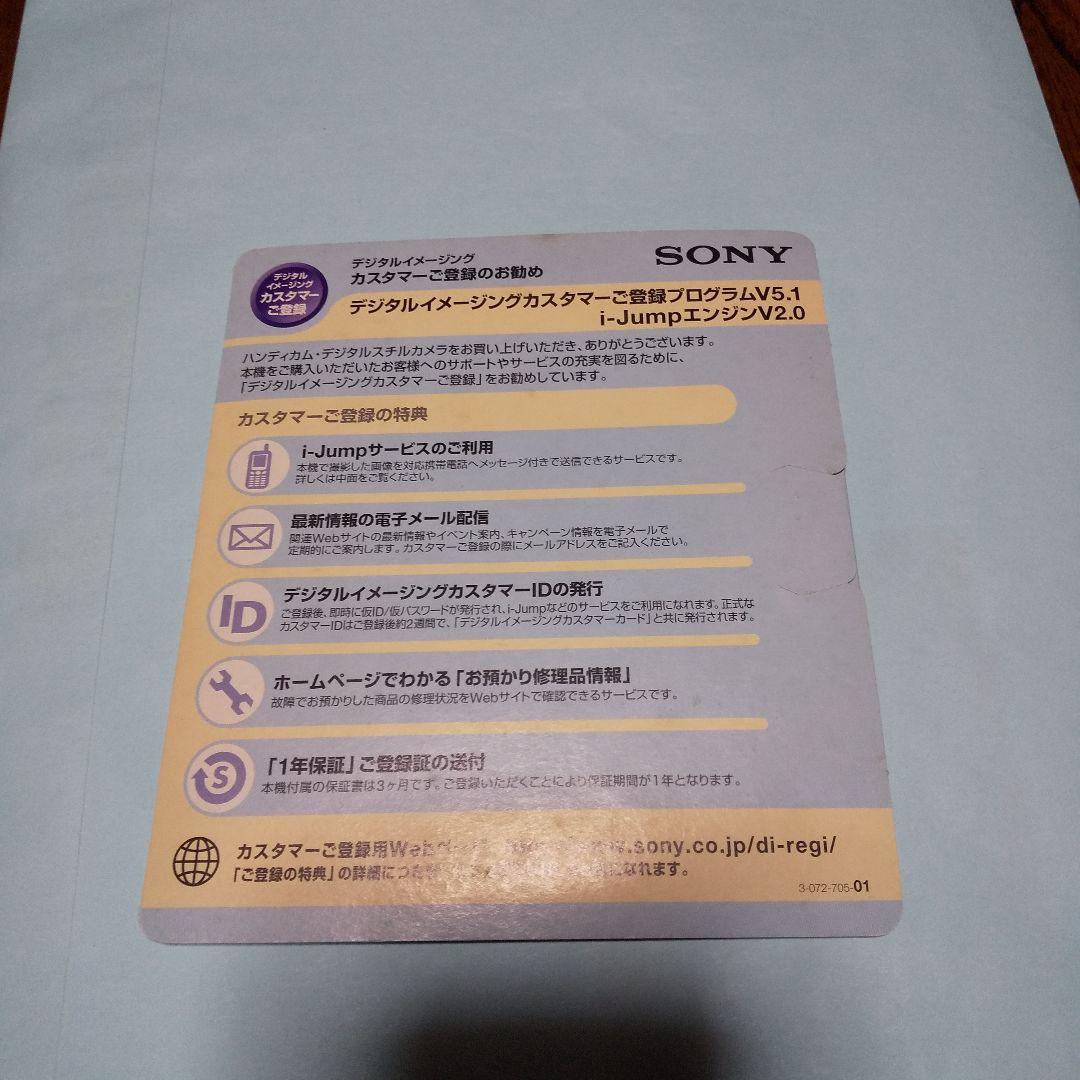 デジタルイメージング
カスタマーご登録のお勧め
SONY
デジタル
イメージング
カスタマー
ご登録
デジタルイメージングカスタマーご登録プログラムV5.1
i-JumpエンジンV2.0
ハンディカム・デジタルスチルカメラをお買い上げいただき、ありがとうございます。
本機をご購入いただいたお客様へのサポートやサービスの充実を図るために、
「デジタルイメージングカスタマーご登録」をお勧めしています。
カスタマーご登録の特典
i-Jumpサービスのご利用
本機で撮影した画像を対応携帯電話へメッセージ付きで送信できるサービスです。
詳しくは中面をご覧ください。
最新情報の電子メール配信
関連Webサイトの最新情報やイベント案内、キャンペーン情報を電子メールで
定期的にご案内します。カスタマーご登録の際にメールアドレスをご記入ください。
ID
デジタルイメージングカスタマーIDの発行
ご登録後、即時に仮ID/仮パスワードが発行され、i-Jumpなどのサービスをご利用になれます。正式な
カスタマーIDはご登録後約2週間で、「デジタルイメージングカスタマーカード」と共に発行されます。
ホームページでわかる「お預かり修理品情報」
故障でお預かりした商品の修理状況をWebサイトで確認できるサービスです。
S
「1年保証」ご登録証の送付
本機付属の保証書は3ヶ月です。ご登録いただくことにより保証期間が1年となります。
カスタマーご登録用Web .sony.co.jp/di-regi/
「ご登録の特典」の詳細につ になれます。
3-072-705-01